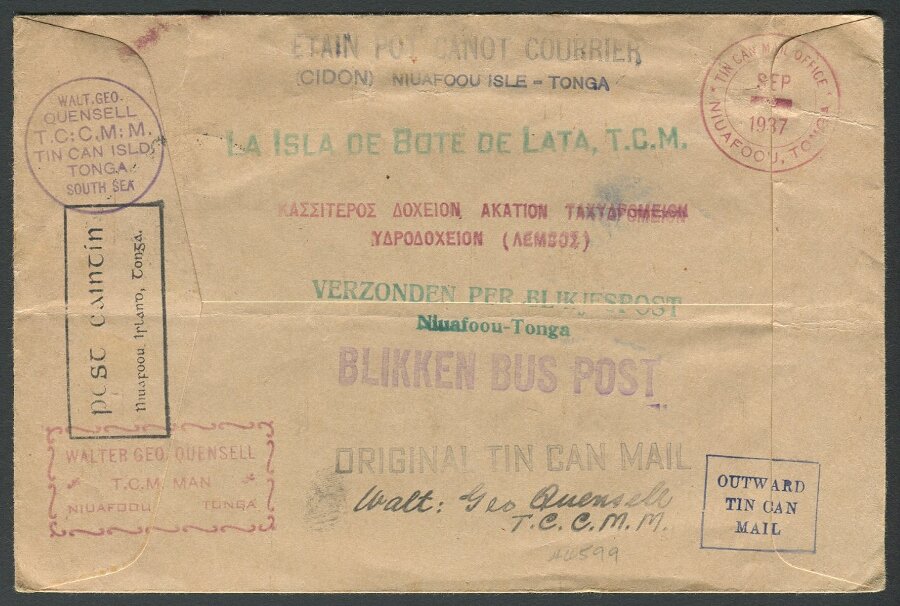 ETAIN POT CANOT COURRIER
(CIDON) NIUAFOOU ISLE - TONGA
WALT. GEO.
QUENSELL
T.C.C.M.M.
TIN CAN ISLD.
TONGA
SOUTH SEA
TIN CAN MAIL OFFICE
SEP
1937
NIUAFOOU, TONGA
LA ISLA DE BOTE DE LATA, T.C.M.
ΚΑΣΣΙΤΕΡΟΣ ΔΟΧΕΙΟΝ ΑΚΑΤΙΟΝ ΤΑΧΥΔΡΟΜΕΙΟΝ
ΥΔΡΟΔΟΧΕΙΟΝ (ΛΕΜΒΟΣ)
post caintin
Niuafoou Ifland, Tonga.
VERZONDEN PER BLIKJESPOST
Niuafoou-Tonga
BLIKKEN BUS POST
WALTER GEO. QUENSELL
T.C.M. MAN
NIUAFOOU TONGA
ORIGINAL TIN CAN MAIL
Walt: Geo Quensell
T.C.C.M.M.
OUTWARD
TIN CAN
MAIL